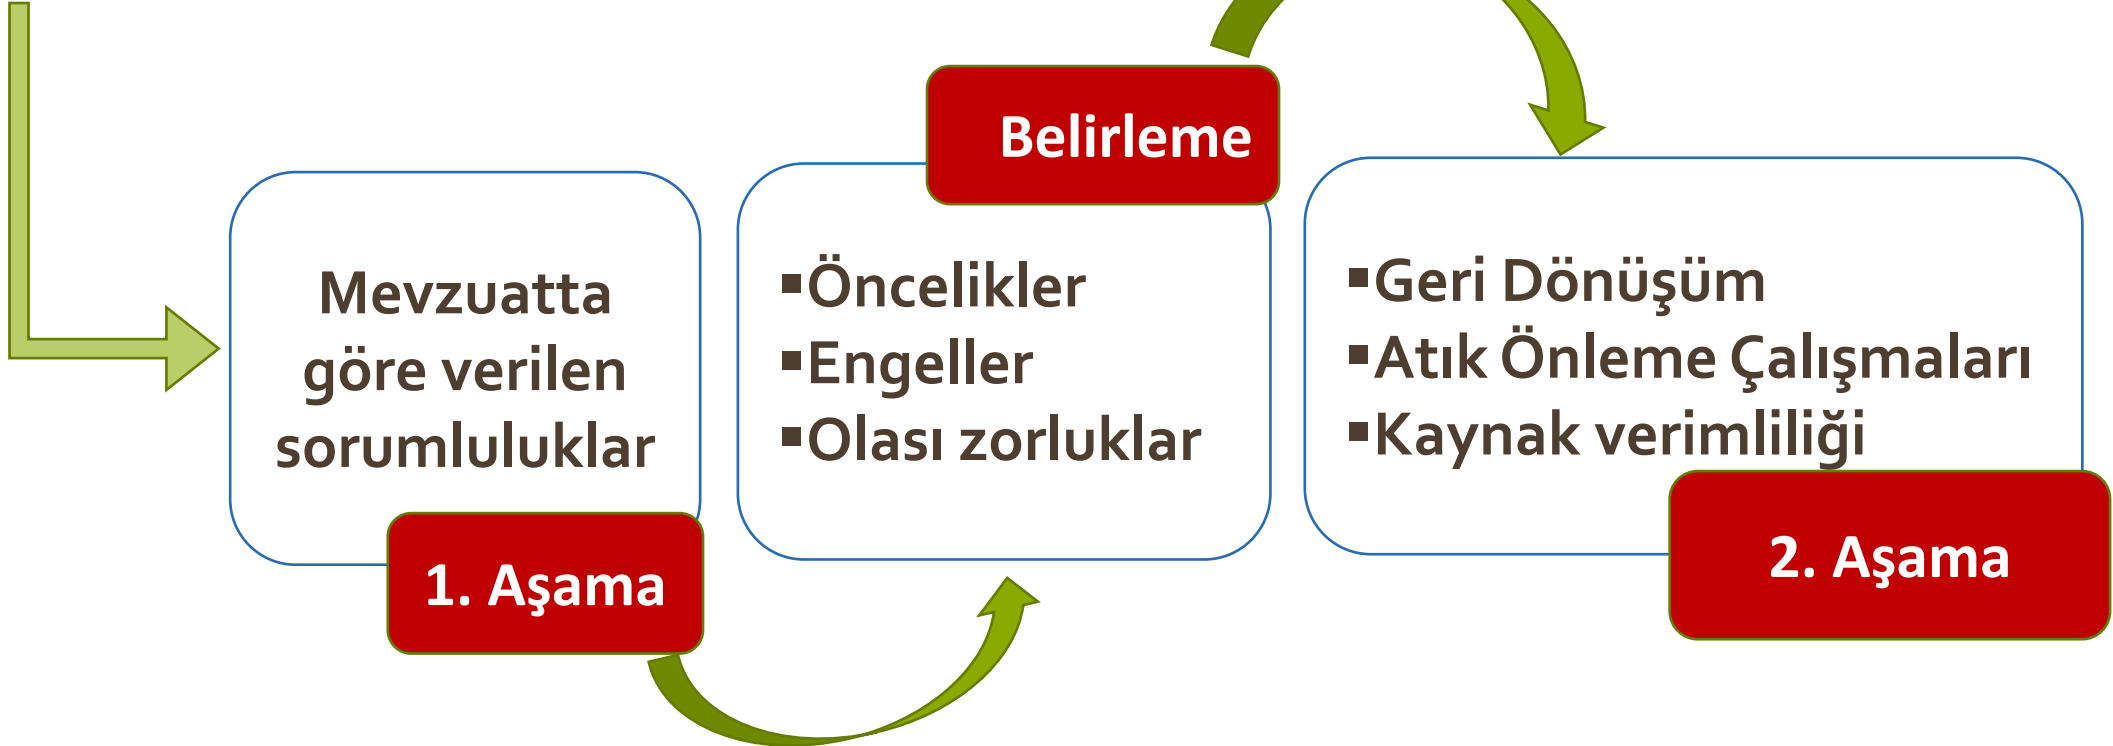 Mevzuatta
göre verilen
sorumluluklar
1. Aşama
Belirleme
▪Öncelikler
▪Engeller
▪Olası zorluklar
▪Geri Dönüşüm
▪Atık Önleme Çalışmaları
▪Kaynak verimliliği
2. Aşama